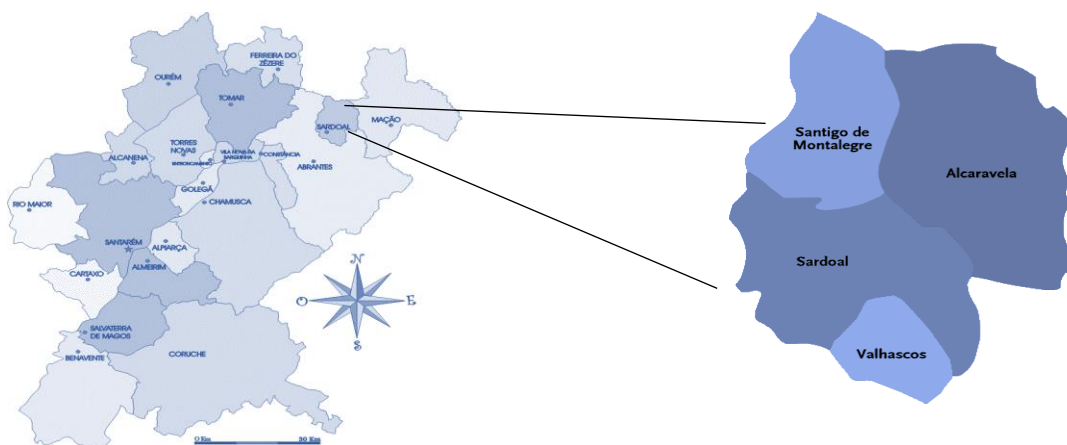 FERREIRA DO
ZÊZERE
OURÉM
TOMAR
MAÇÃO
SARDOAL
TORRES
NOVAS
VILA NOVA DA
BARQUINHA
CONSTÂNCIA
ALCANENA
ENTRONCAMENTO
ABRANTES
GOLEGÃ
CHAMUSCA
RIO MAIOR
SANTARÉM
ALPIARÇA
ALMEIRIM
CARTAXO
SALVATERRA
DE MAGOS
BENAVENTE
CORUCHE
N
O
E
S
0 Km
30 Km
Santigo de
Montalegre
Alcaravela
Sardoal
Valhascos